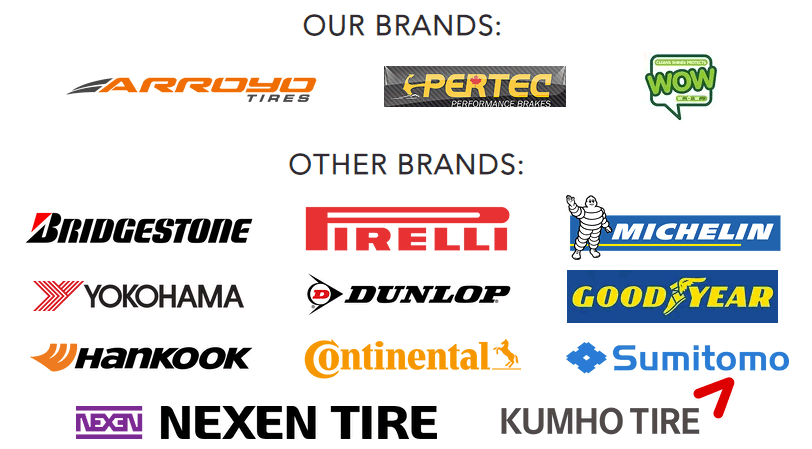 OUR BRANDS:
ARROYO
TIRES
PERTEC
PERFORMANCE BRAKES
WOW
OTHER BRANDS:
BRIDGESTONE
PIRELLI
MICHELIN
YOKOHAMA
D
DUNLOP
GOODYEAR
HANKOOK
Continental
Sumitomo
NEXEN
NEXEN TIRE
KUMHO TIRE